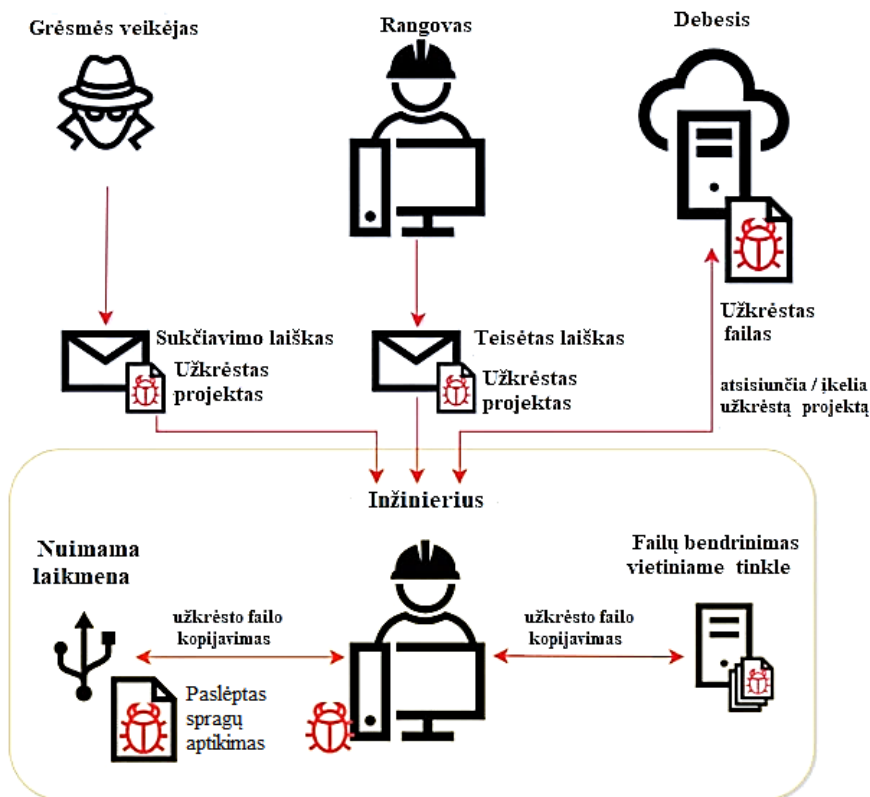 Grėsmės veikėjas
Rangovas
Debesis
Sukčiavimo laiškas
Užkrėstas
projektas
Teisėtas laiškas
Užkrėstas
projektas
Užkrėstas
failas
atsisiunčia / įkelia
užkrėstą projektą
Inžinierius
Nuimama
laikmena
Failų bendrinimas
vietiniame tinkle
užkrėsto failo
kopijavimas
užkrėsto failo
kopijavimas
Paslėptas
spragų
aptikimas